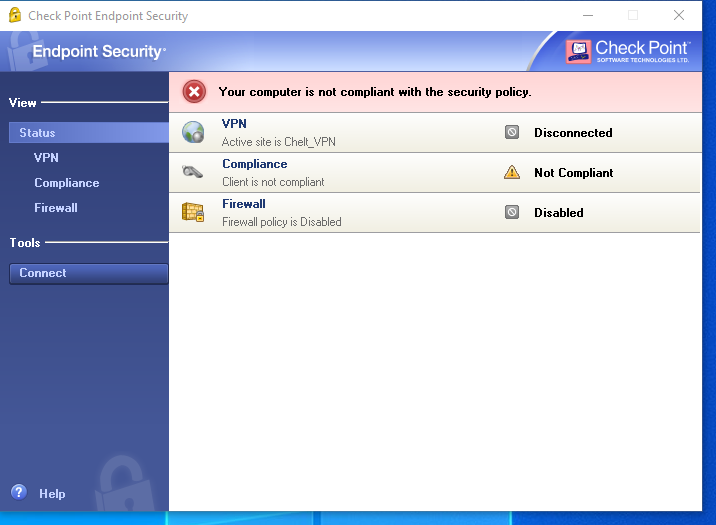 Check Point Endpoint Security
Endpoint Security
Check Point
SOFTWARE TECHNOLOGIES LTD.
View
Status
VPN
Compliance
Firewall
Tools
Connect
Help
Your computer is not compliant with the security policy.
VPN
Active site is Chelt_VPN
Disconnected
Compliance
Client is not compliant
Not Compliant
Firewall
Firewall policy is Disabled
Disabled